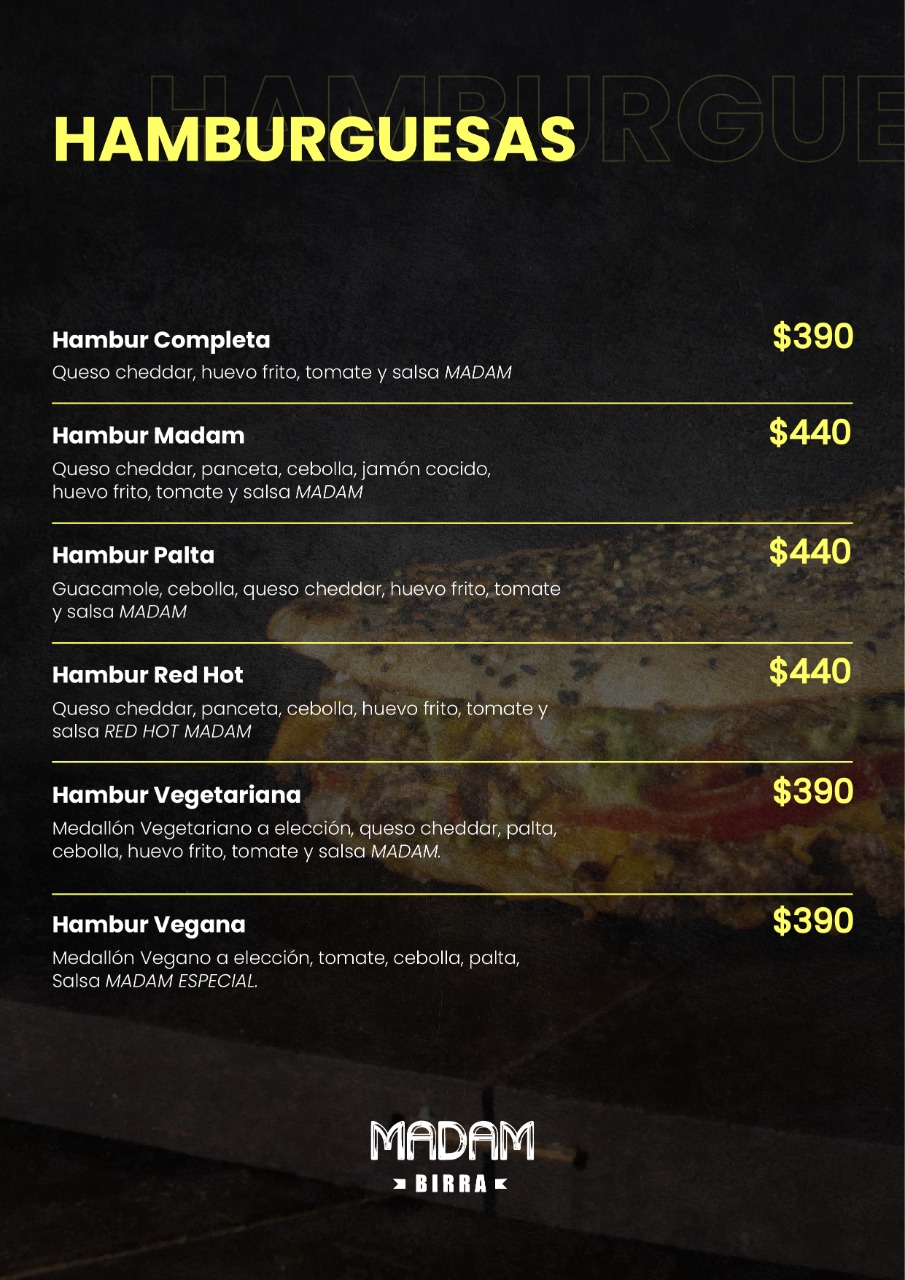 HAMBURGUE
HAMBURGUESAS
Hambur Completa $390
Queso cheddar, huevo frito, tomate y salsa MADAM
Hambur Madam $440
Queso cheddar, panceta, cebolla, jamón cocido,
huevo frito, tomate y salsa MADAM
Hambur Palta $440
Guacamole, cebolla, queso cheddar, huevo frito, tomate
y salsa MADAM
Hambur Red Hot $440
Queso cheddar, panceta, cebolla, huevo frito, tomate y
salsa RED HOT MADAM
Hambur Vegetariana $390
Medallón Vegetariano a elección, queso cheddar, palta,
cebolla, huevo frito, tomate y salsa MADAM.
Hambur Vegana $390
Medallón Vegano a elección, tomate, cebolla, palta,
Salsa MADAM ESPECIAL.
MADAM
BIRRA